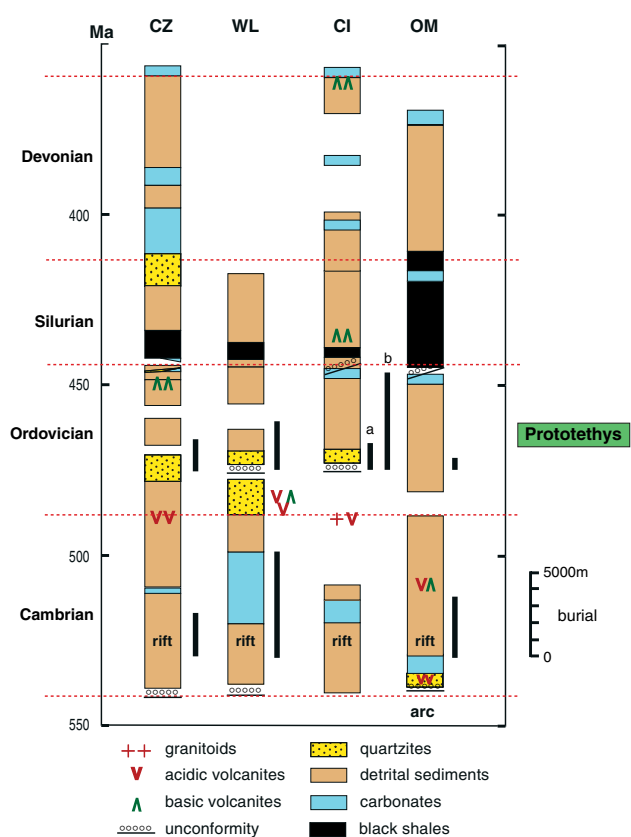 Ma CZ WL CI OM
Devonian
400
Silurian
b
450
a
Ordovician
Prototethys
500
5000m
Cambrian
burial
rift rift rift
0
arc
550
granitoids quartzites
acidic volcanites detrital sediments
basic volcanites carbonates
unconformity black shales